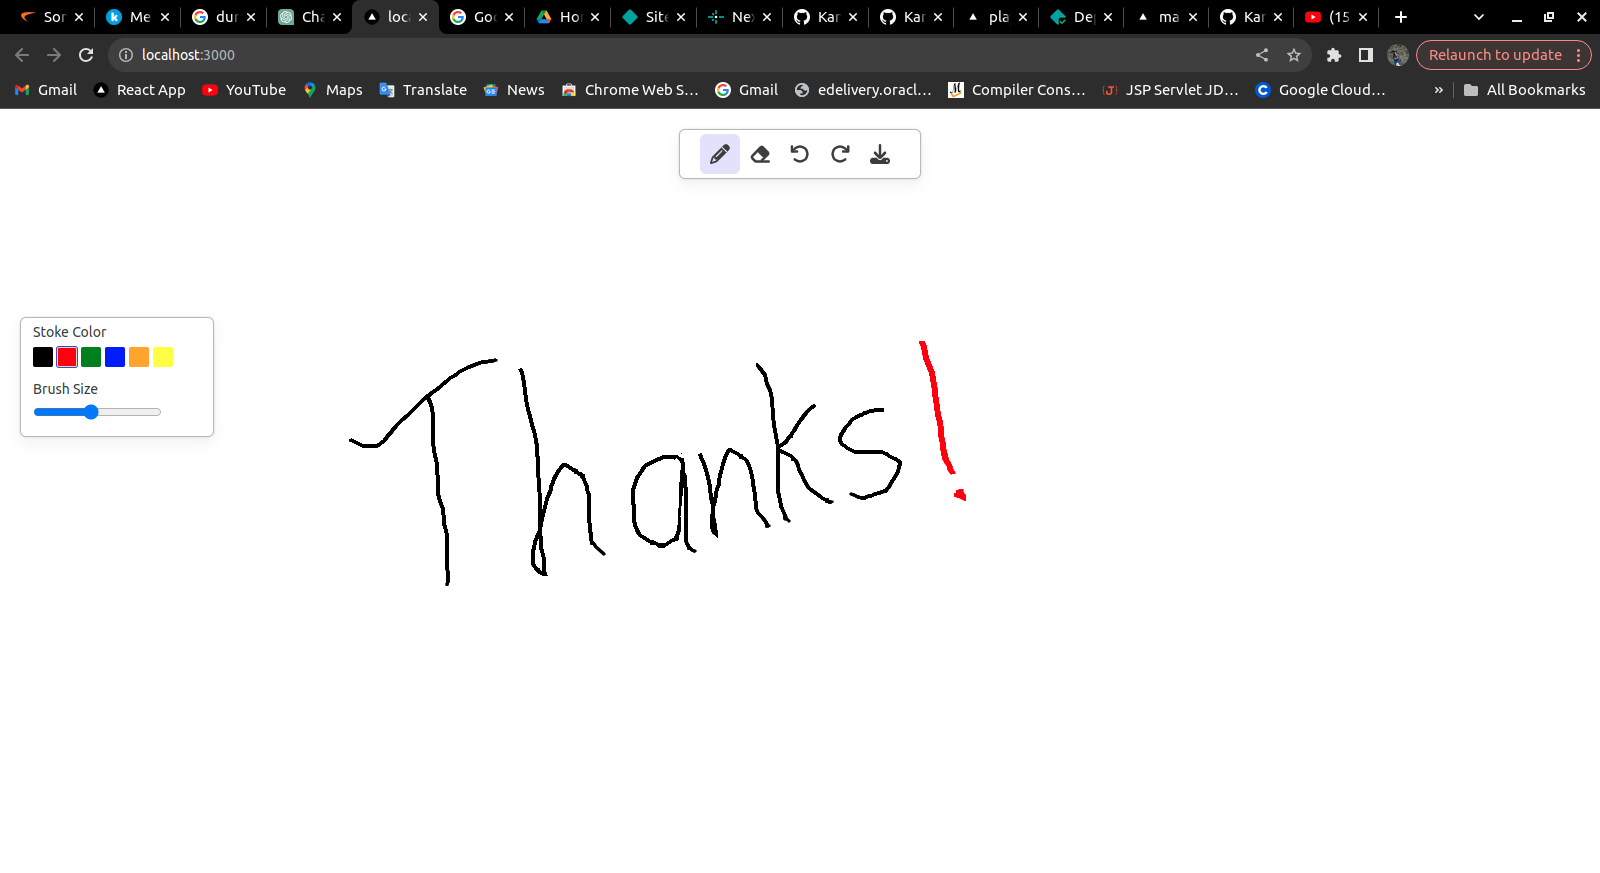 Sor
Me
dur
Cha
loca
Goo
Hor
Site
Nex
Kar
Kar
pla
Dep
ma
Kar
(15
localhost:3000
Relaunch to update
Gmail
React App
YouTube
Maps
Translate
News
Chrome Web S...
Gmail
edelivery.oracl...
Compiler Cons...
JSP Servlet JD...
Google Cloud...
»
All Bookmarks
Stoke Color
Brush Size
Thanks!